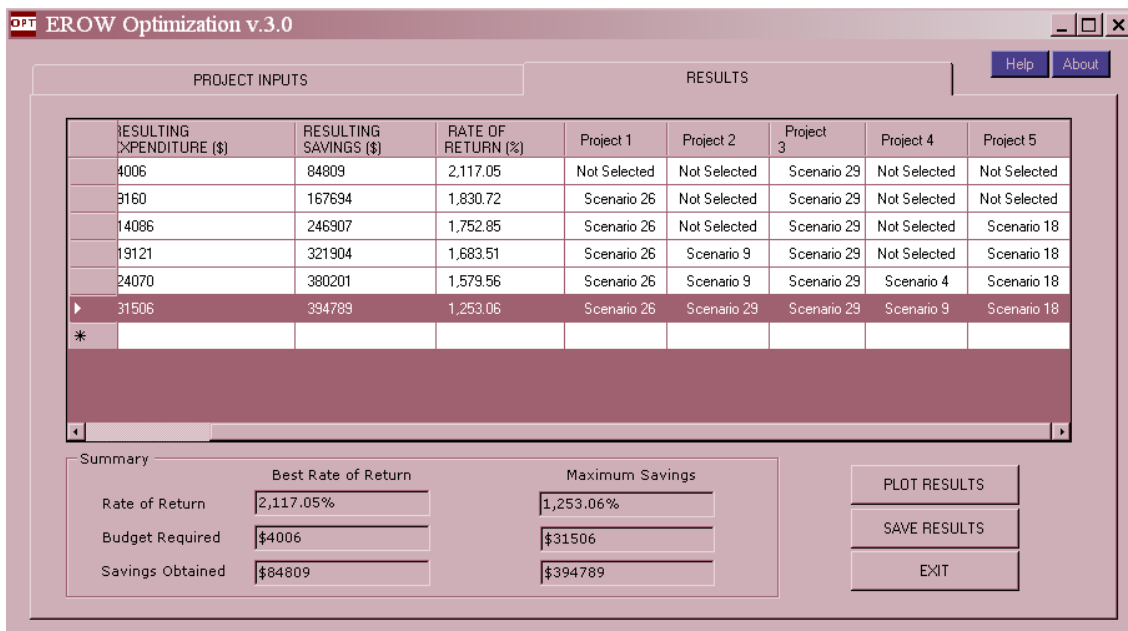 OPT EROW Optimization v.3.0
Help About
PROJECT INPUTS RESULTS
RESULTING EXPENDITURE ($) RESULTING SAVINGS ($) RATE OF RETURN (%) Project 1 Project 2 Project 3 Project 4 Project 5
4006 84809 2,117.05 Not Selected Not Selected Scenario 29 Not Selected Not Selected
9160 167694 1,830.72 Scenario 26 Not Selected Scenario 29 Not Selected Not Selected
14086 246907 1,752.85 Scenario 26 Not Selected Scenario 29 Not Selected Scenario 18
19121 321904 1,683.51 Scenario 26 Scenario 9 Scenario 29 Not Selected Scenario 18
24070 380201 1,579.56 Scenario 26 Scenario 9 Scenario 29 Scenario 4 Scenario 18
31506 394789 1,253.06 Scenario 26 Scenario 29 Scenario 29 Scenario 9 Scenario 18
Summary
Best Rate of Return Maximum Savings
Rate of Return 2,117.05% 1,253.06%
Budget Required $4006 $31506
Savings Obtained $84809 $394789
PLOT RESULTS
SAVE RESULTS
EXIT